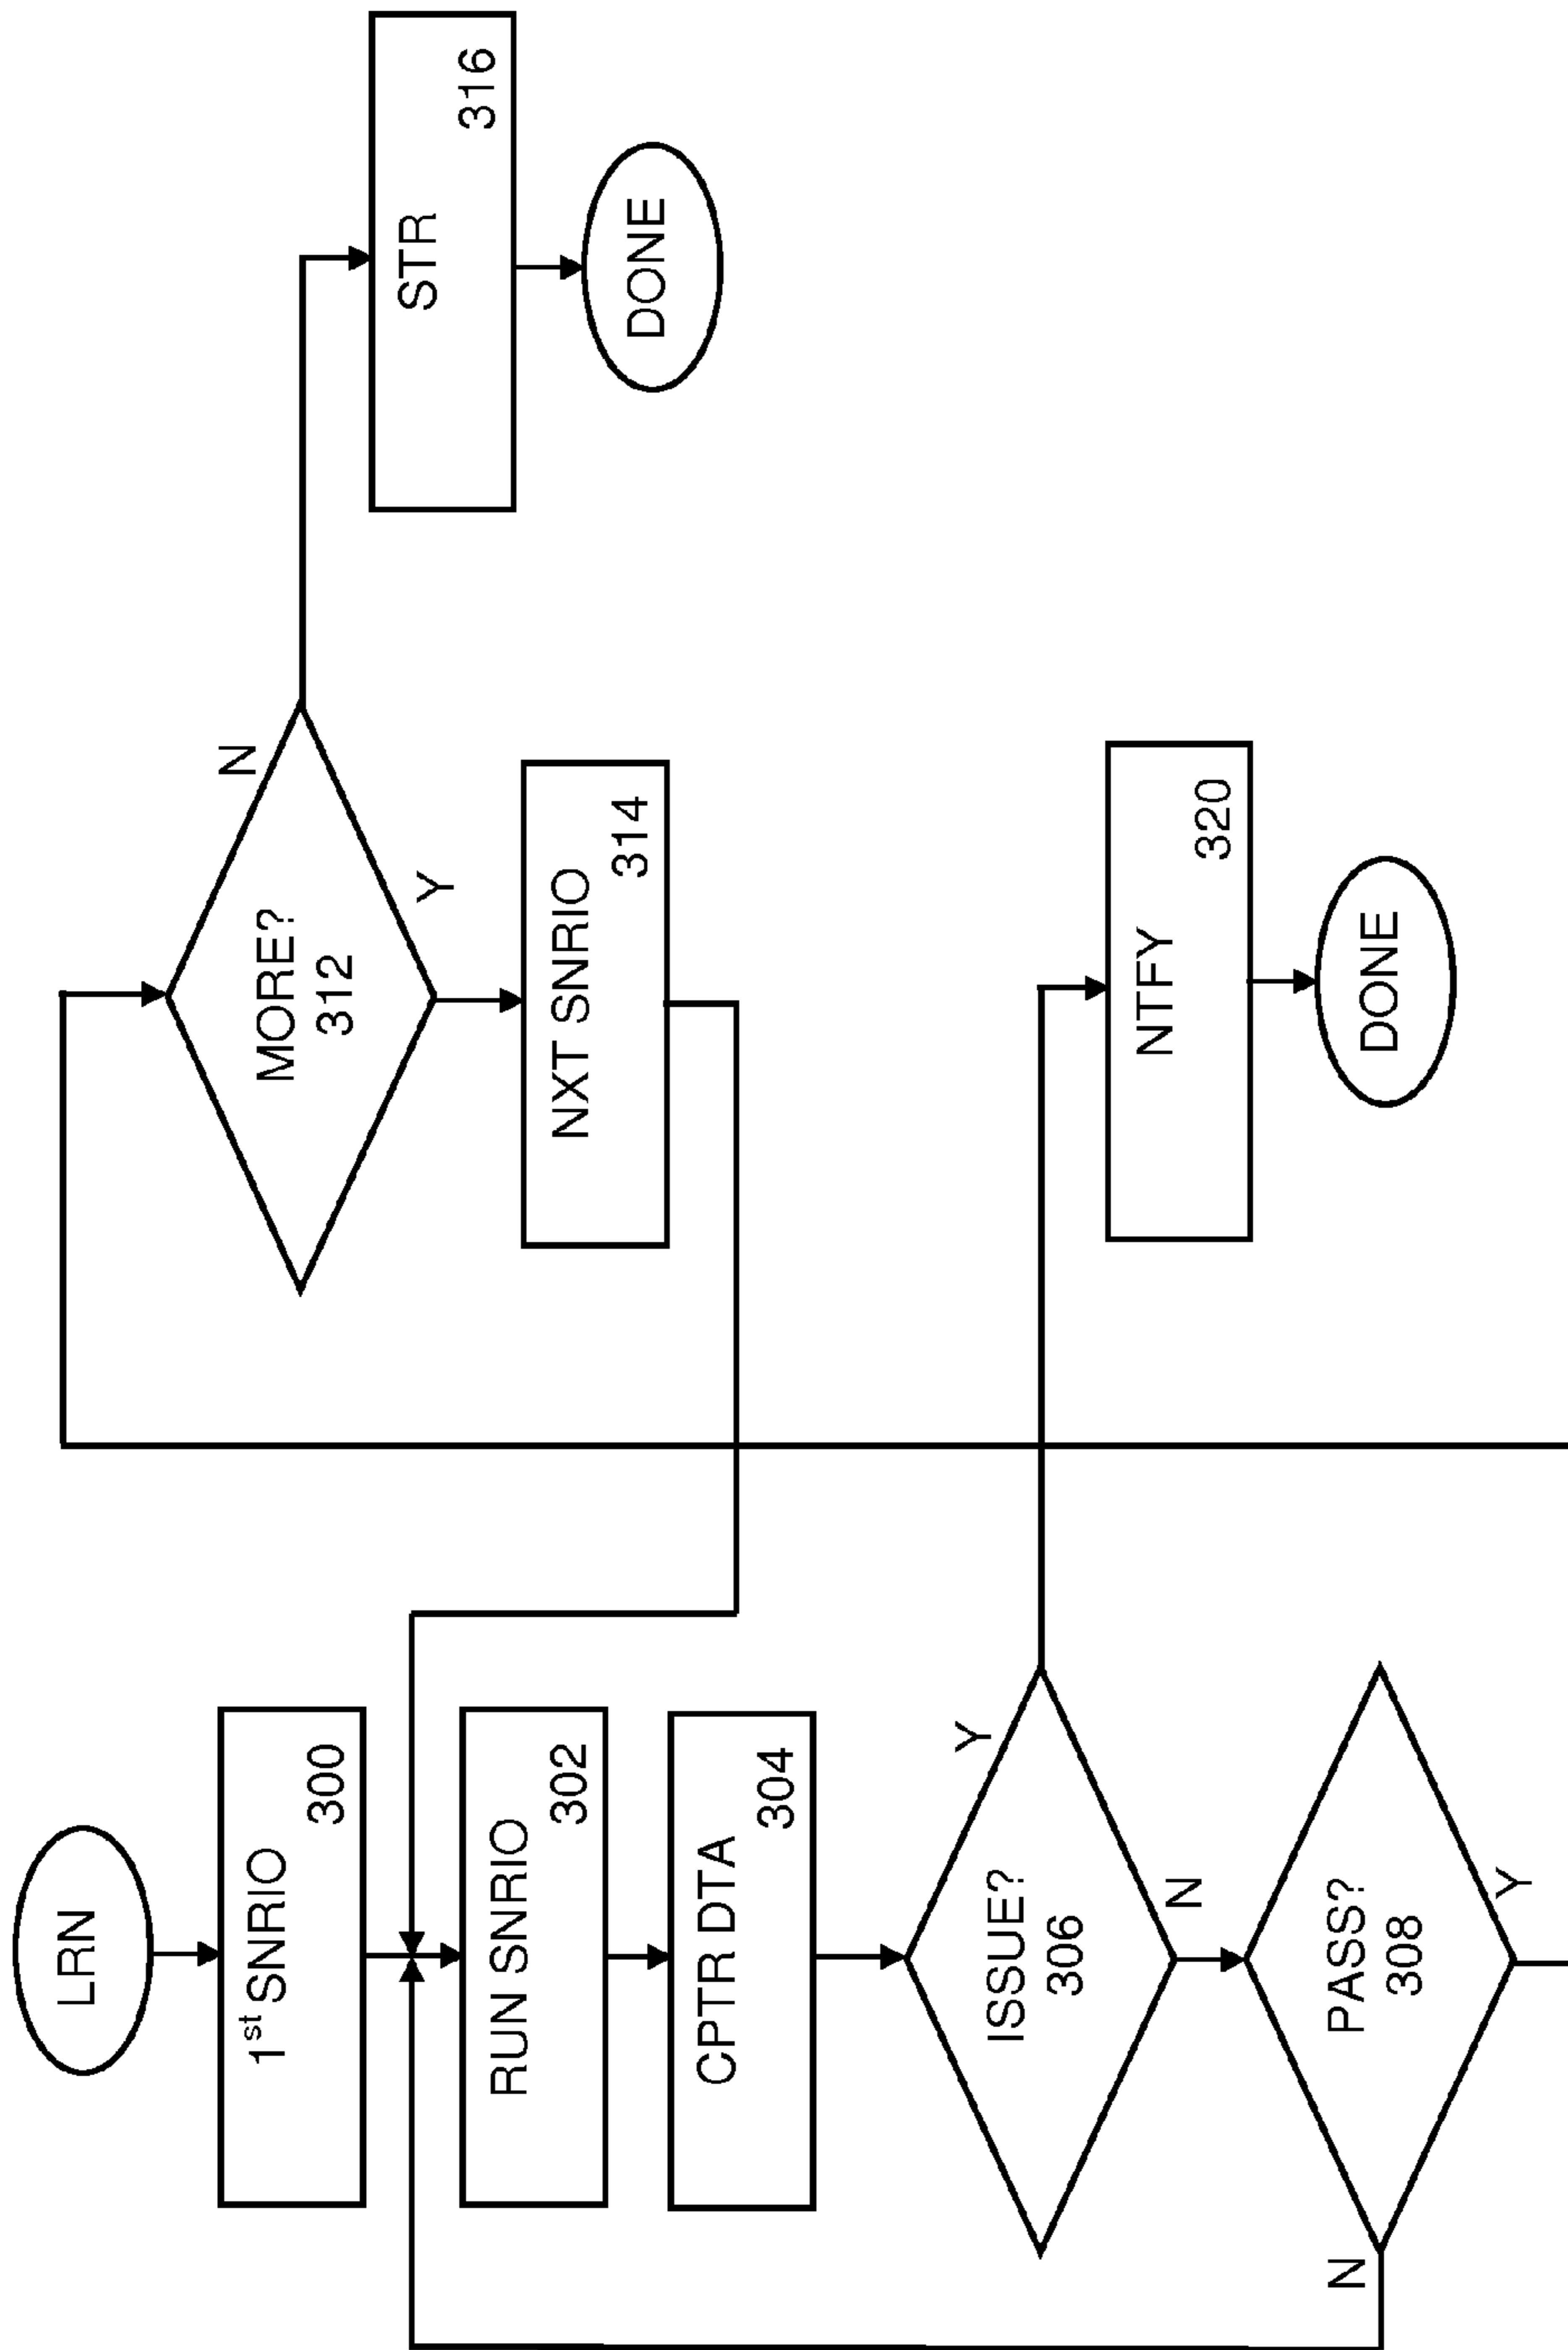 LRN
1st SNRIO
300
RUN SNRIO
302
CPTR DTA
304
ISSUE?
306
Y
N
PASS?
308
N
Y
MORE?
312
N
Y
NXT SNRIO
314
STR
316
DONE
NTFY
320
DONE